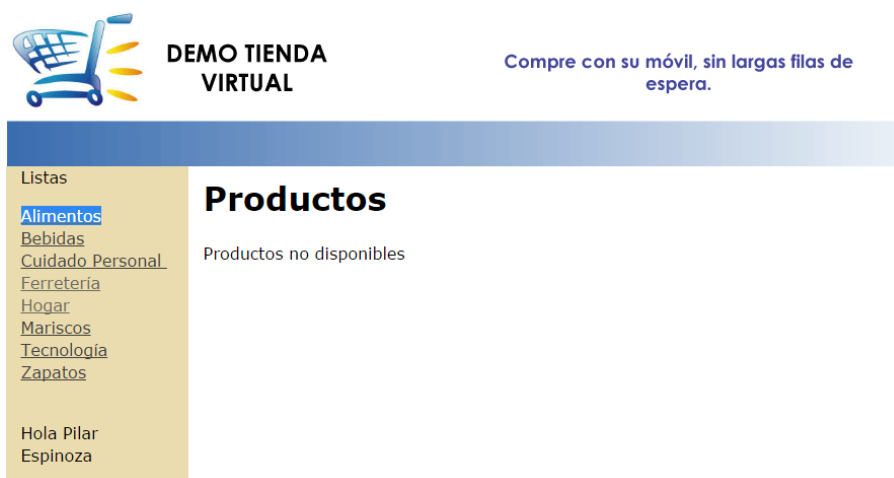 DEMO TIENDA
VIRTUAL
Compre con su móvil, sin largas filas de
espera.
Listas
Alimentos
Bebidas
Cuidado Personal
Ferretería
Hogar
Mariscos
Tecnología
Zapatos
Hola Pilar
Espinoza
Productos
Productos no disponibles